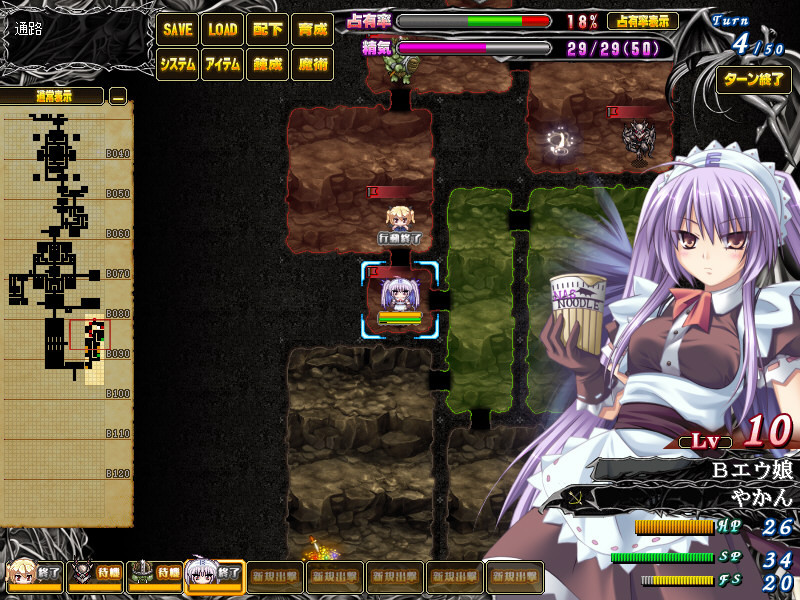 通路
SAVE LOAD 配下 育成
システム アイテム 錬成 魔術
占有率 18% 占有率表示
精気 29/29(50)
Turn
4/50
ターン終了
通常表示
B040
B050
B060
B070
B080
B090
B100
B110
B120
行動終了
E
NOODLE
Lv 10
Bエウ娘
やかん
HP 26
SP 34
FS 20
終了 待機 待機 終了 新規出撃 新規出撃 新規出撃 新規出撃 新規出撃